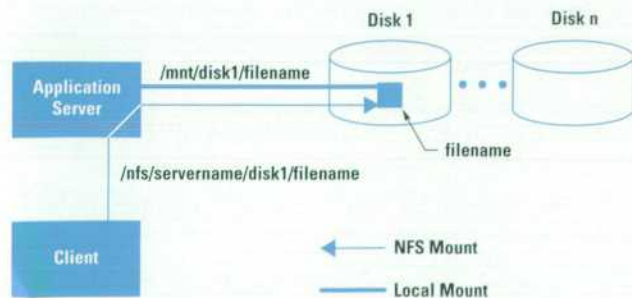 Disk 1
Disk n
/mnt/disk1/filename
Application
Server
filename
/nfs/servername/disk1/filename
Client
NFS Mount
Local Mount